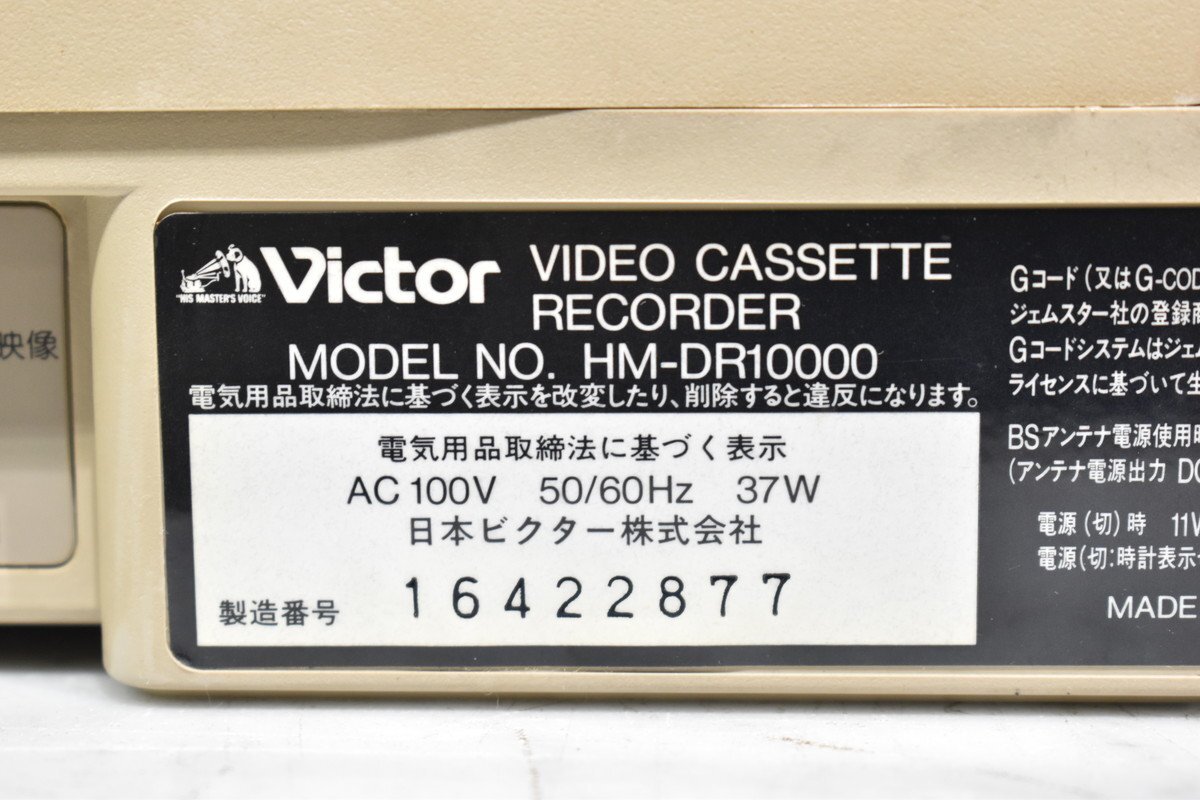 映像
"HIS MASTER'S VOICE"
Victor VIDEO CASSETTE
RECORDER
MODEL NO. HM-DR10000
電気用品取締法に基づく表示を改変したり、削除すると違反になります。
電気用品取締法に基づく表示
AC 100V 50/60Hz 37W
日本ビクター株式会社
製造番号 16422877
Gコード (又はG-COD
ジェムスター社の登録商
Gコードシステムはジェム
ライセンスに基づいて生
BSアンテナ電源使用時
(アンテナ電源出力 DC
電源 (切) 時 11W
電源(切:時計表示
MADE